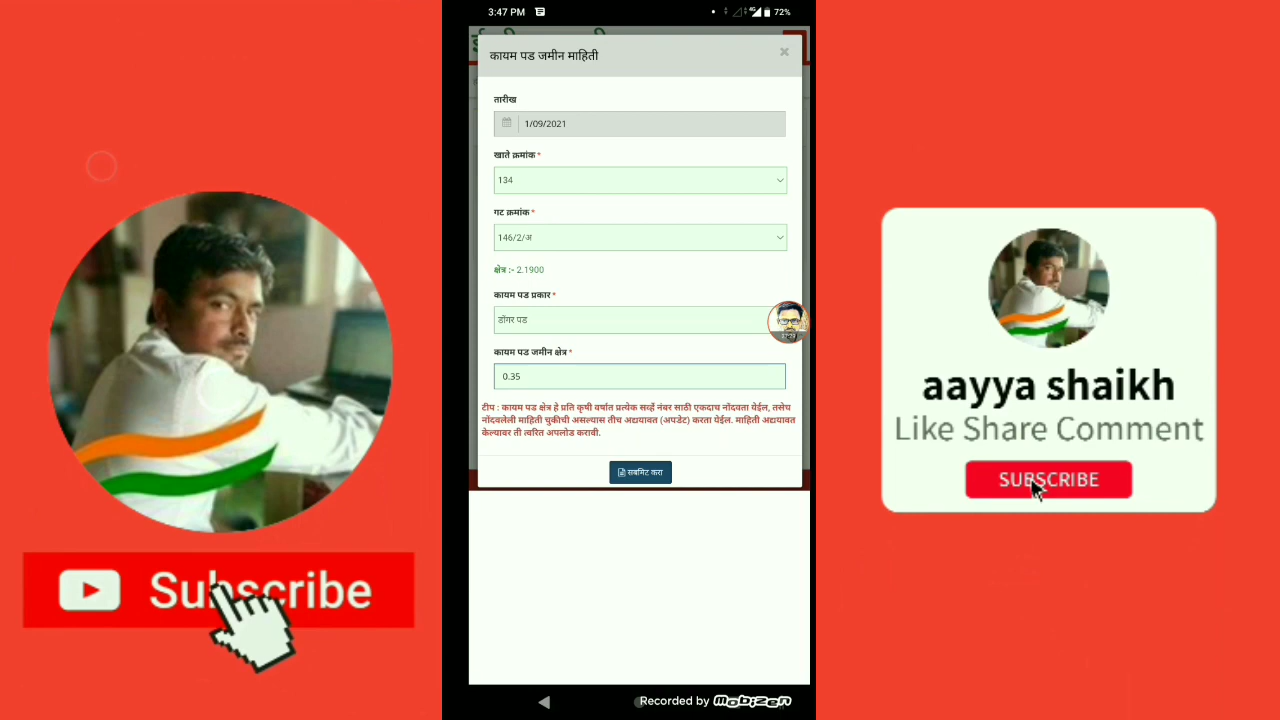 3:47 PM
4G
72%
कायम पड जमीन माहिती
तारीख
1/09/2021
खाते क्रमांक *
134
गट क्रमांक *
146/2/अ
क्षेत्र :- 2.1900
कायम पड प्रकार *
डोंगर पड
कायम पड जमीन क्षेत्र *
0.35
टीप : कायम पड क्षेत्र हे प्रति कृषी वर्षात प्रत्येक सर्व्हे नंबर साठी एकदाच नोंदवता येईल, तसेच
नोंदवलेली माहिती चुकीची असल्यास तीच अद्ययावत (अपडेट) करता येईल. माहिती अद्ययावत
केल्यावर ती त्वरित अपलोड करावी.
सबमिट करा
Recorded by Mobizen
Subscribe
aayya shaikh
Like Share Comment
SUBSCRIBE